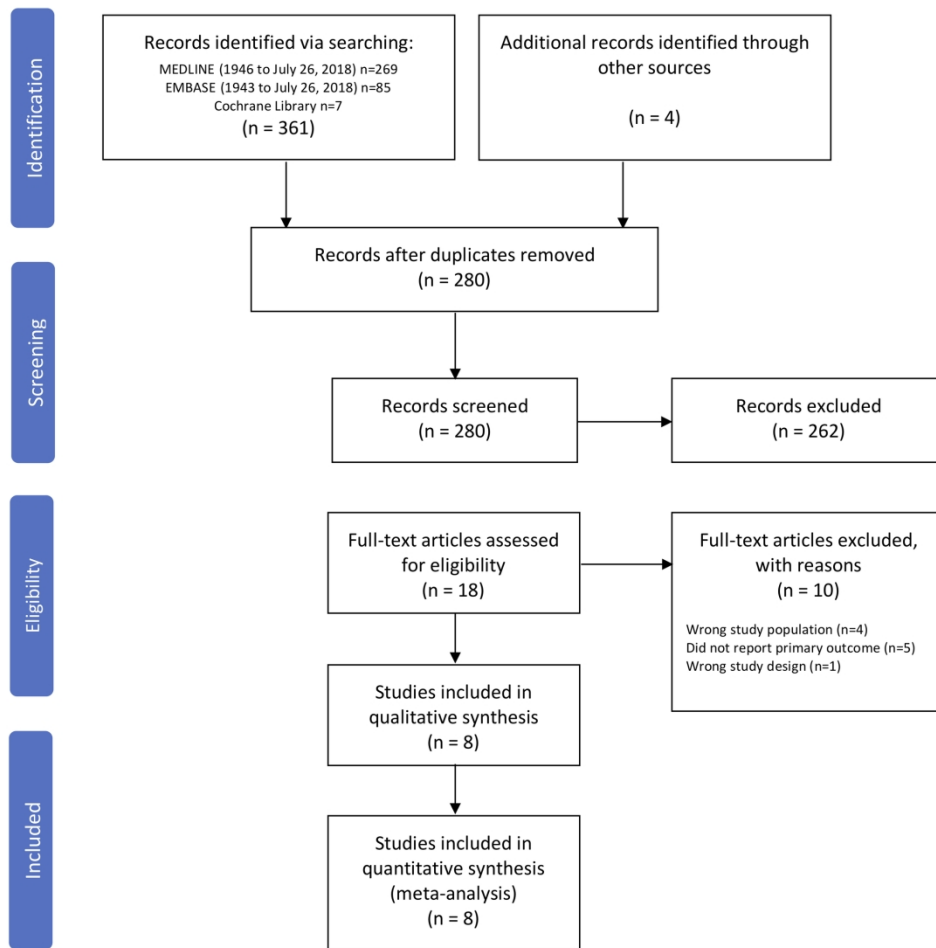 Identification
Records identified via searching:
MEDLINE (1946 to July 26, 2018) n=269
EMBASE (1943 to July 26, 2018) n=85
Cochrane Library n=7
(n = 361)
Additional records identified through
other sources
(n = 4)
Records after duplicates removed
(n = 280)
Screening
Records screened
(n = 280)
Records excluded
(n = 262)
Eligibility
Full-text articles assessed
for eligibility
(n = 18)
Full-text articles excluded,
with reasons
(n = 10)
Wrong study population (n=4)
Did not report primary outcome (n=5)
Wrong study design (n=1)
Studies included in
qualitative synthesis
(n = 8)
Included
Studies included in
quantitative synthesis
(meta-analysis)
(n = 8)